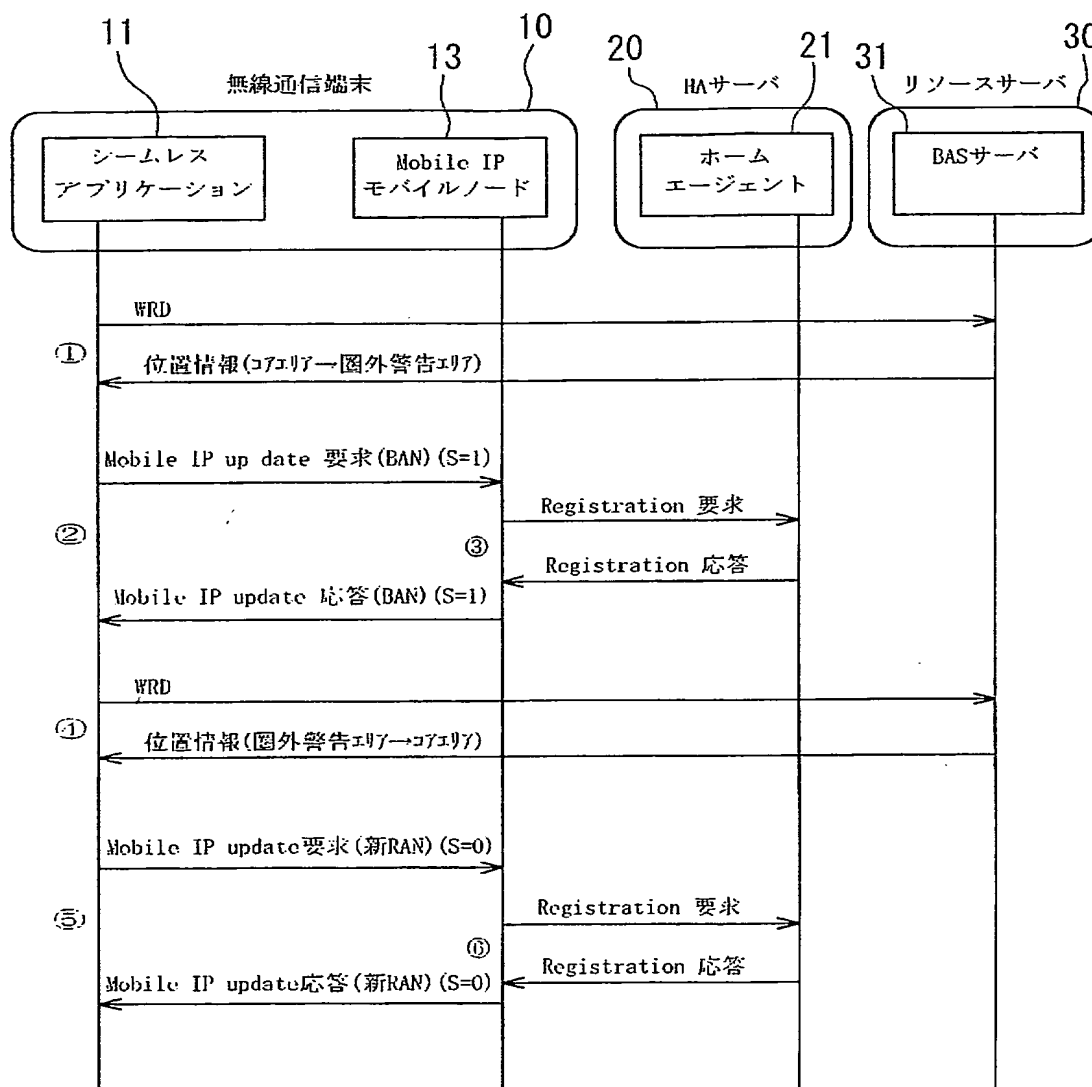 11
13
10
20
21
31
30
無線通信端末
HAサーバ
リソースサーバ
シームレス
アプリケーション
Mobile IP
モバイルノード
ホーム
エージェント
BASサーバ
WRD
①
位置情報(コアエリア→圏外警告エリア)
Mobile IP up date 要求(BAN)(S=1)
Registration 要求
②
③
Registration 応答
Mobile IP update 応答(BAN)(S=1)
WRD
位置情報(圏外警告エリア→コアエリア)
Mobile IP update要求(新RAN)(S=0)
Registration 要求
⑤
⑥
Registration 応答
Mobile IP update応答(新RAN)(S=0)